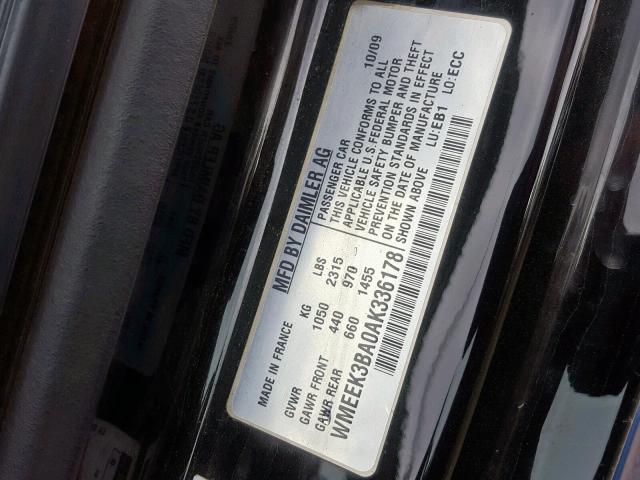 MFD BY DAIMLER AG
MADE IN FRANCE
10/09
KG LBS
GVWR 1050 2315
GAWR FRONT 440 970
GAWR REAR 660 1455
PASSENGER CAR
THIS VEHICLE CONFORMS TO ALL
APPLICABLE U.S.FEDERAL MOTOR
VEHICLE SAFETY BUMPER AND THEFT
PREVENTION STANDARDS IN EFFECT
ON THE DATE OF MANUFACTURE
SHOWN ABOVE LU:EB1 LO:ECC
WMEEK3BA0AK336178